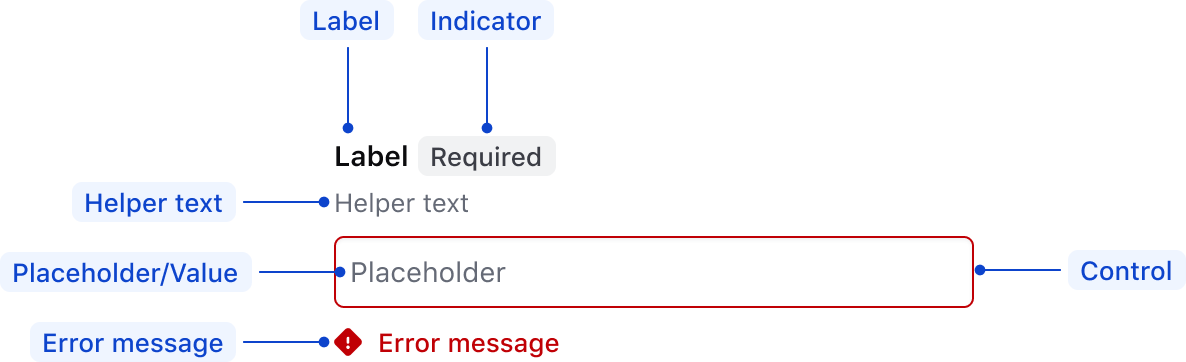 Label Indicator
Label Required
Helper text Helper text
Placeholder/Value Placeholder Control
Error message Error message